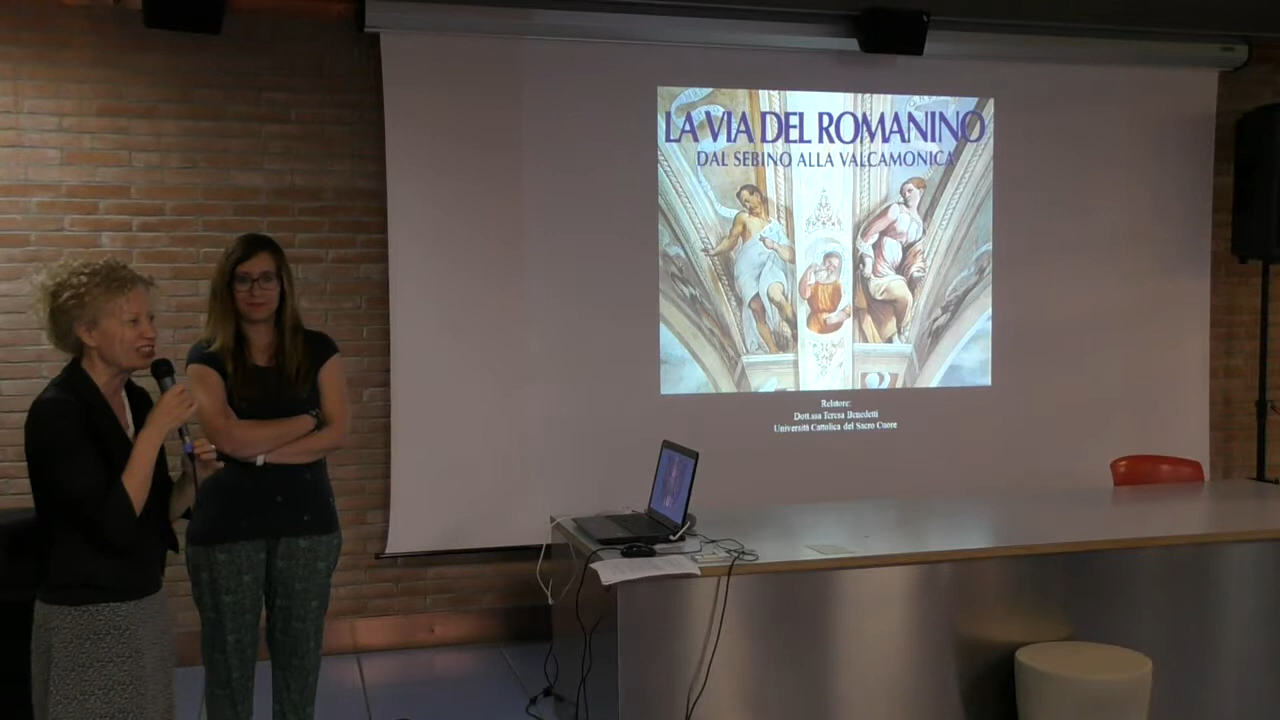 LA VIA DEL ROMANINO
DAL SEBINO ALLA VALCAMONICA
Relatore:
Dott.ssa Teresa Benedetti
Università Cattolica del Sacro Cuore